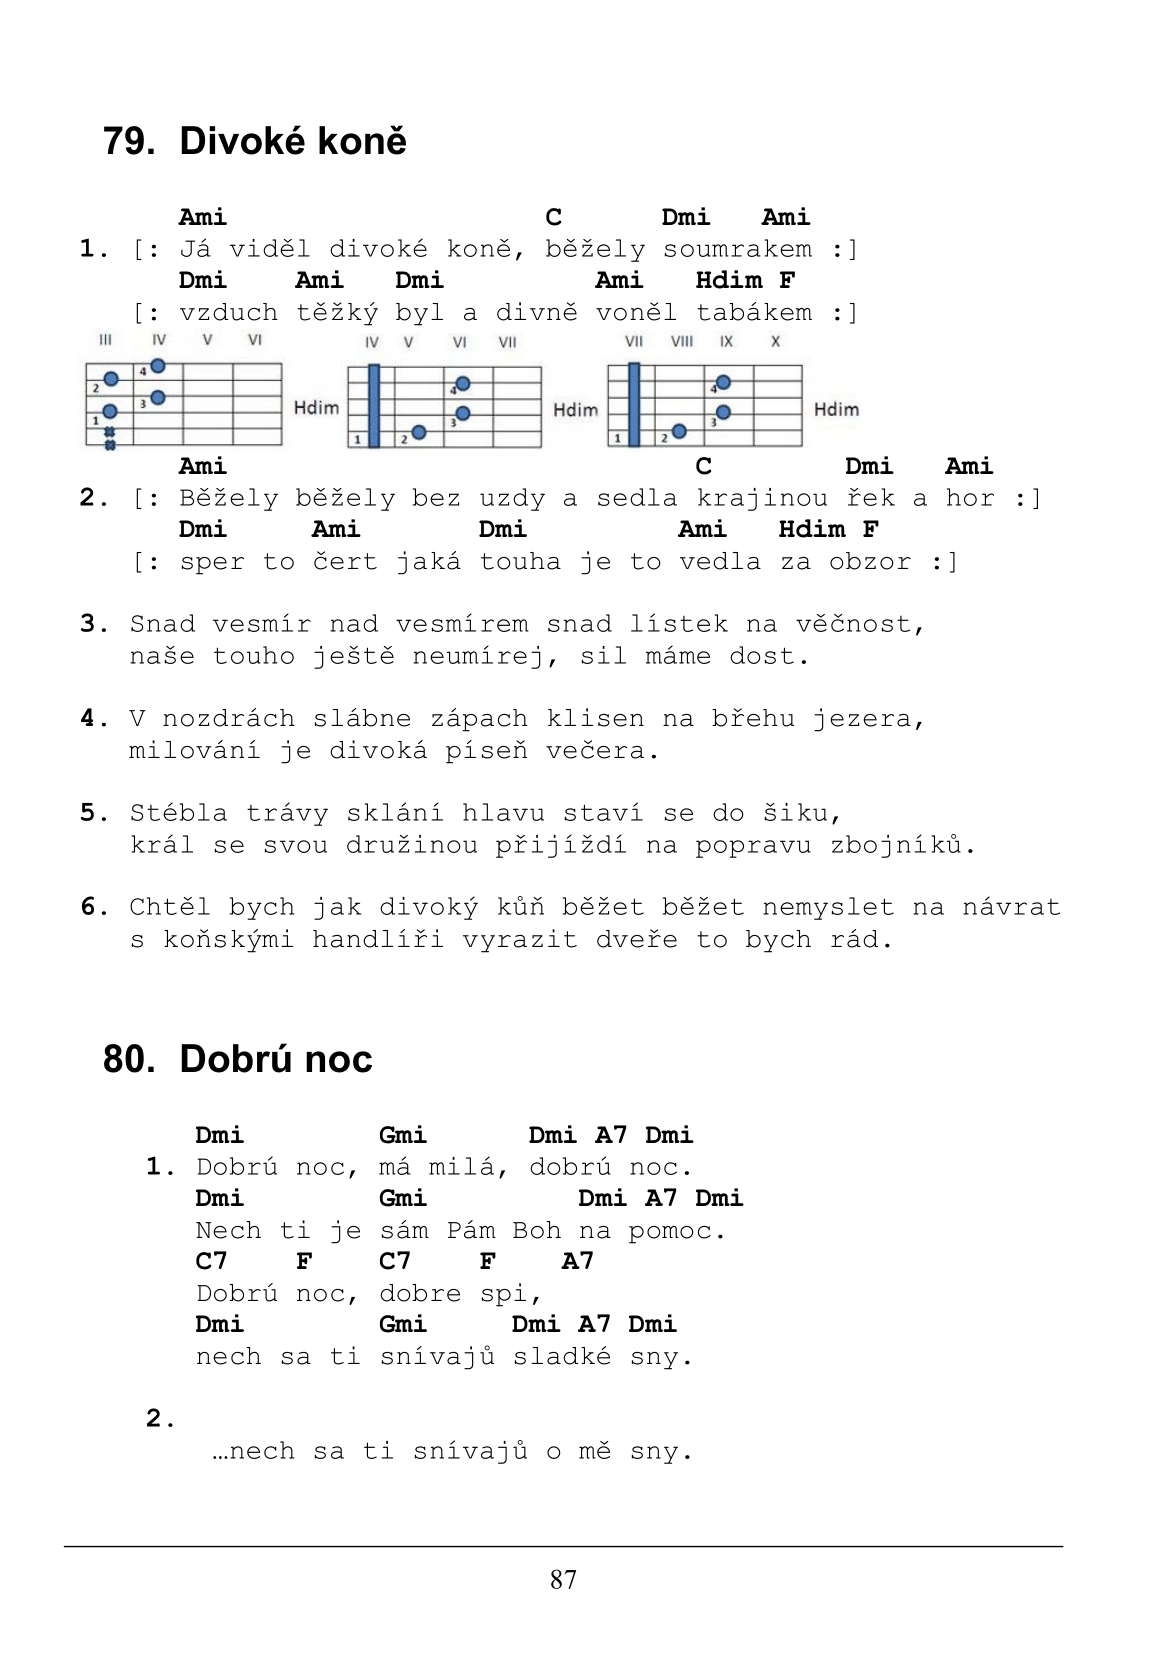 79. Divoké koně
Ami C Dmi Ami
1. [: Já viděl divoké koně, běžely soumrakem :]
Dmi Ami Dmi Ami Hdim F
[: vzduch těžký byl a divně voněl tabákem :]
III IV V VI IV V VI VII VII VIII IX X
4 2 3 1 Hdim 4 3 1 2 Hdim 4 3 1 2 Hdim
Ami C Dmi Ami
2. [: Běžely běžely bez uzdy a sedla krajinou řek a hor :]
Dmi Ami Dmi Ami Hdim F
[: sper to čert jaká touha je to vedla za obzor :]
3. Snad vesmír nad vesmírem snad lístek na věčnost,
naše touho ještě neumírej, sil máme dost.
4. V nozdrách slábne zápach klisen na břehu jezera,
milování je divoká píseň večera.
5. Stébla trávy sklání hlavu staví se do šiku,
král se svou družinou přijíždí na popravu zbojníků.
6. Chtěl bych jak divoký kůň běžet běžet nemyslet na návrat
s koňskými handlíři vyrazit dveře to bych rád.
80. Dobrú noc
Dmi Gmi Dmi A7 Dmi
1. Dobrú noc, má milá, dobrú noc.
Dmi Gmi Dmi A7 Dmi
Nech ti je sám Pám Boh na pomoc.
C7 F C7 F A7
Dobrú noc, dobre spi,
Dmi Gmi Dmi A7 Dmi
nech sa ti snívajů sladké sny.
2.
…nech sa ti snívajů o mě sny.
87